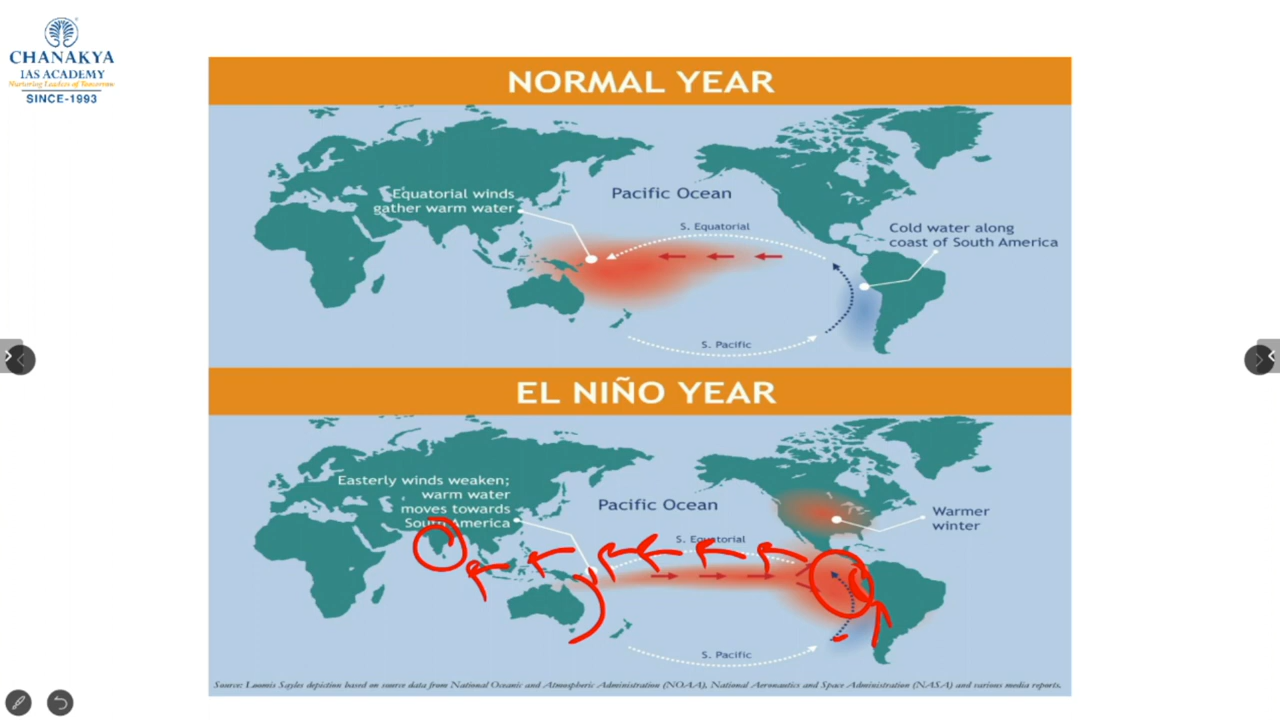 CHANAKYA
IAS ACADEMY
Nurturing Leaders of Tomorrow
SINCE-1993
NORMAL YEAR
Equatorial winds
gather warm water
Pacific Ocean
S. Equatorial
Cold water along
coast of South America
S. Pacific
EL NIÑO YEAR
Easterly winds weaken;
warm water
moves towards
South America
Pacific Ocean
S. Equatorial
Warmer
winter
S. Pacific
Source: Loomis Sayles depiction based on source data from National Oceanic and Atmospheric Administration (NOAA), National Aeronautics and Space Administration (NASA) and various media reports.